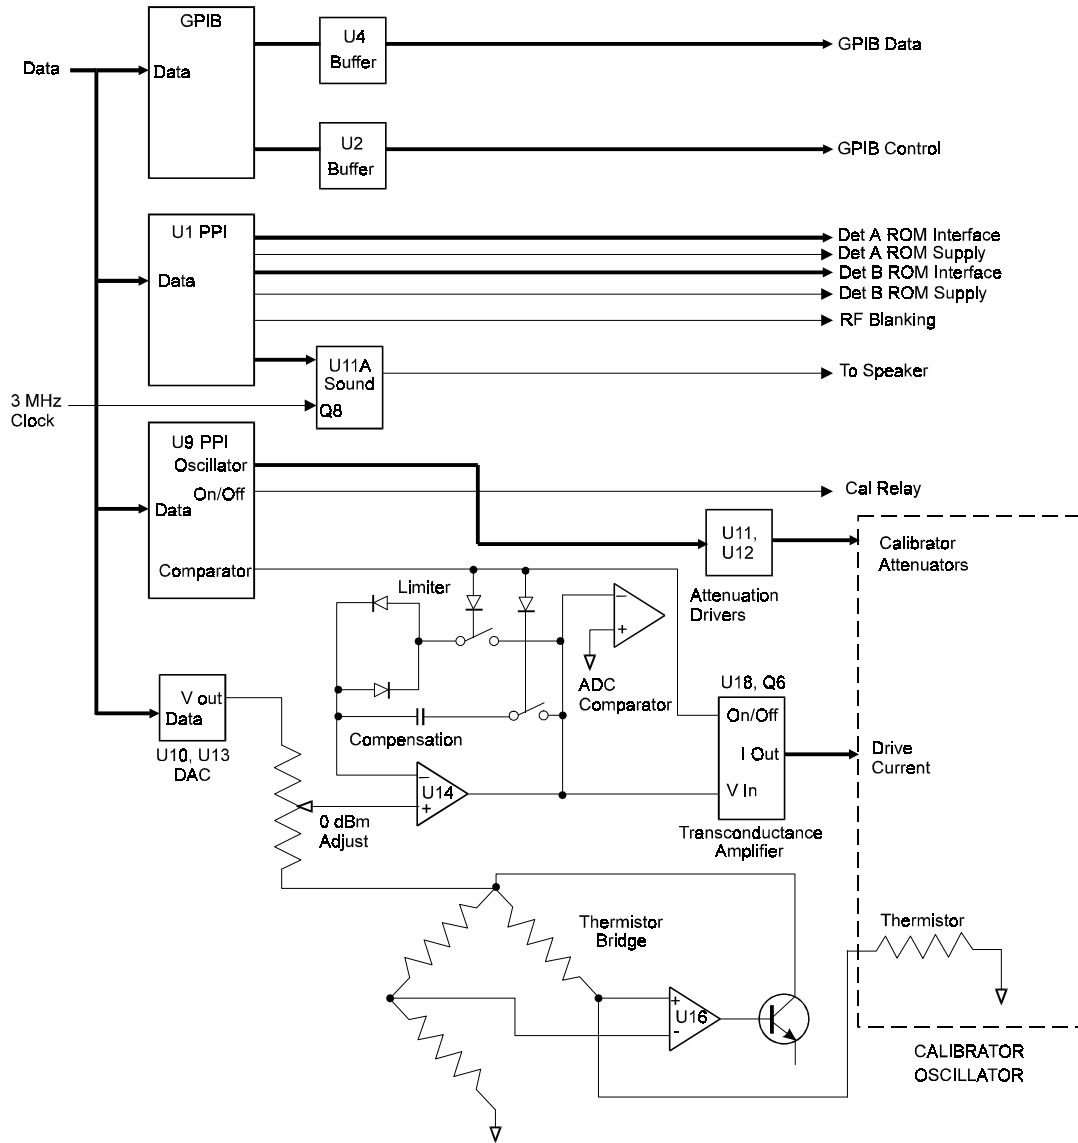 GPIB
Data
Data
U4
Buffer
GPIB Data
U2
Buffer
GPIB Control
U1 PPI
Data
Det A ROM Interface
Det A ROM Supply
Det B ROM Interface
Det B ROM Supply
RF Blanking
U11A
Sound
Q8
To Speaker
3 MHz
Clock
U9 PPI
Oscillator
On/Off
Data
Comparator
Cal Relay
U11,
U12
Attenuation
Drivers
Calibrator
Attenuators
Limiter
–
+
ADC
Comparator
V out
Data
U10, U13
DAC
Compensation
–
U14
+
0 dBm
Adjust
U18, Q6
On/Off
I Out
V In
Transconductance
Amplifier
Drive
Current
Thermistor
Bridge
Thermistor
+
U16
-
CALIBRATOR
OSCILLATOR